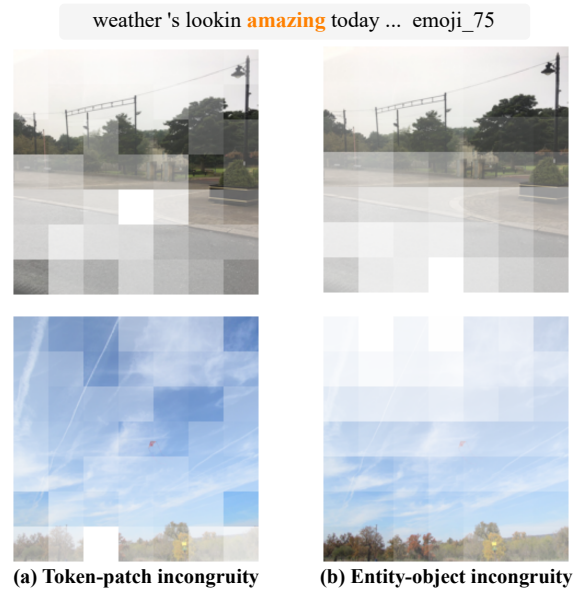 weather 's lookin amazing today ... emoji_75
(a) Token-patch incongruity
(b) Entity-object incongruity